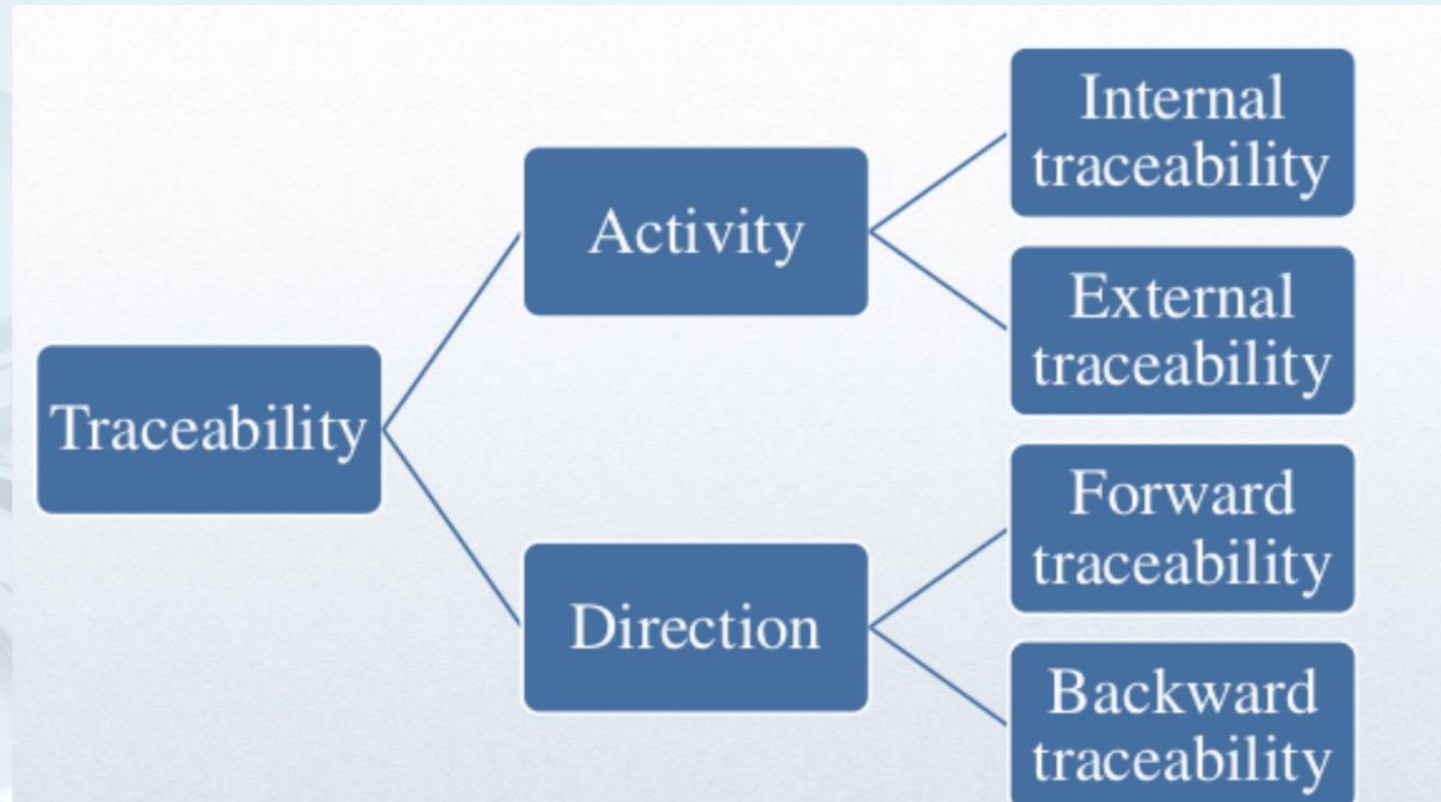 Traceability
Activity
Internal
traceability
External
traceability
Direction
Forward
traceability
Backward
traceability